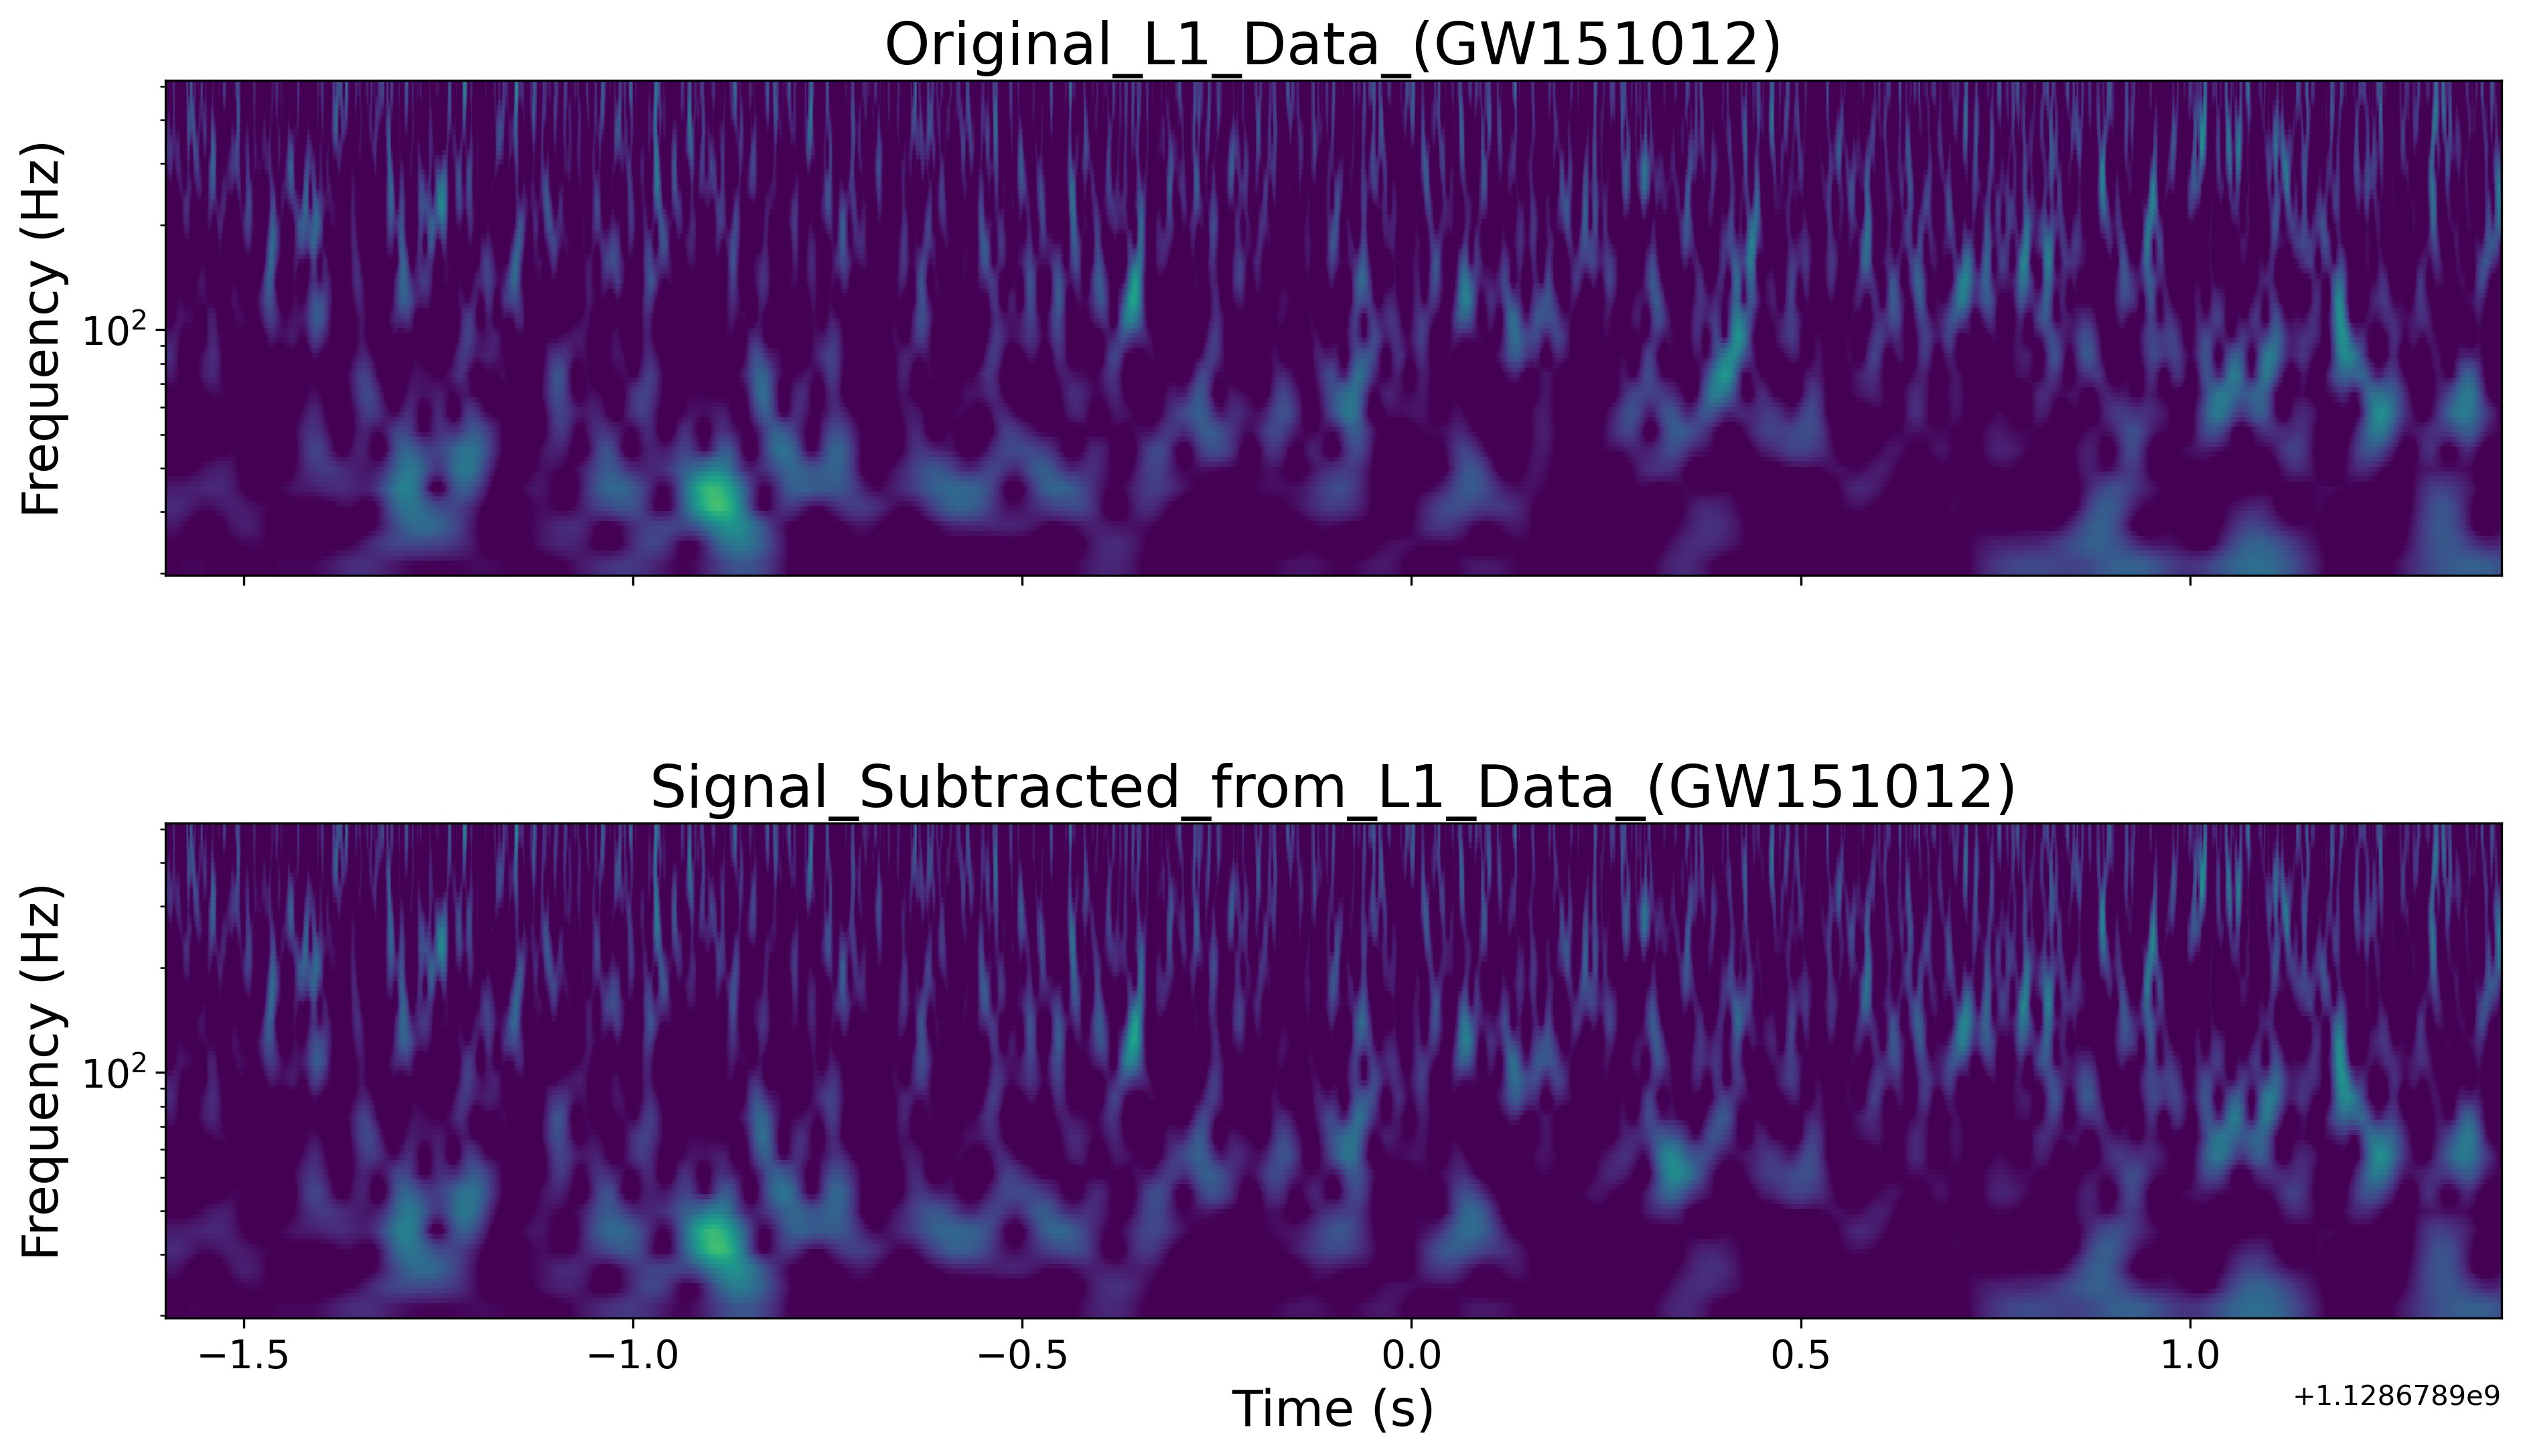 Original_L1_Data_(GW151012)
Frequency (Hz)
10²
Signal_Subtracted_from_L1_Data_(GW151012)
Frequency (Hz)
10²
−1.5 −1.0 −0.5 0.0 0.5 1.0
Time (s)
+1.1286789e9